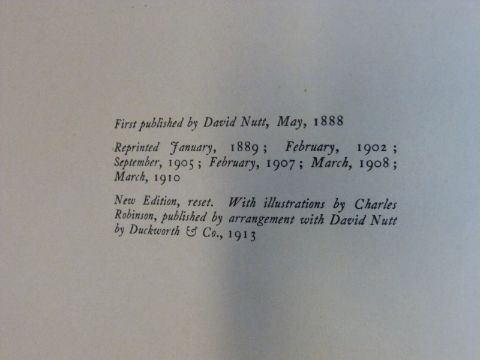 First published by David Nutt, May, 1888
Reprinted January, 1889; February, 1902;
September, 1905; February, 1907; March, 1908;
March, 1910
New Edition, reset. With illustrations by Charles
Robinson, published by arrangement with David Nutt
by Duckworth & Co., 1913